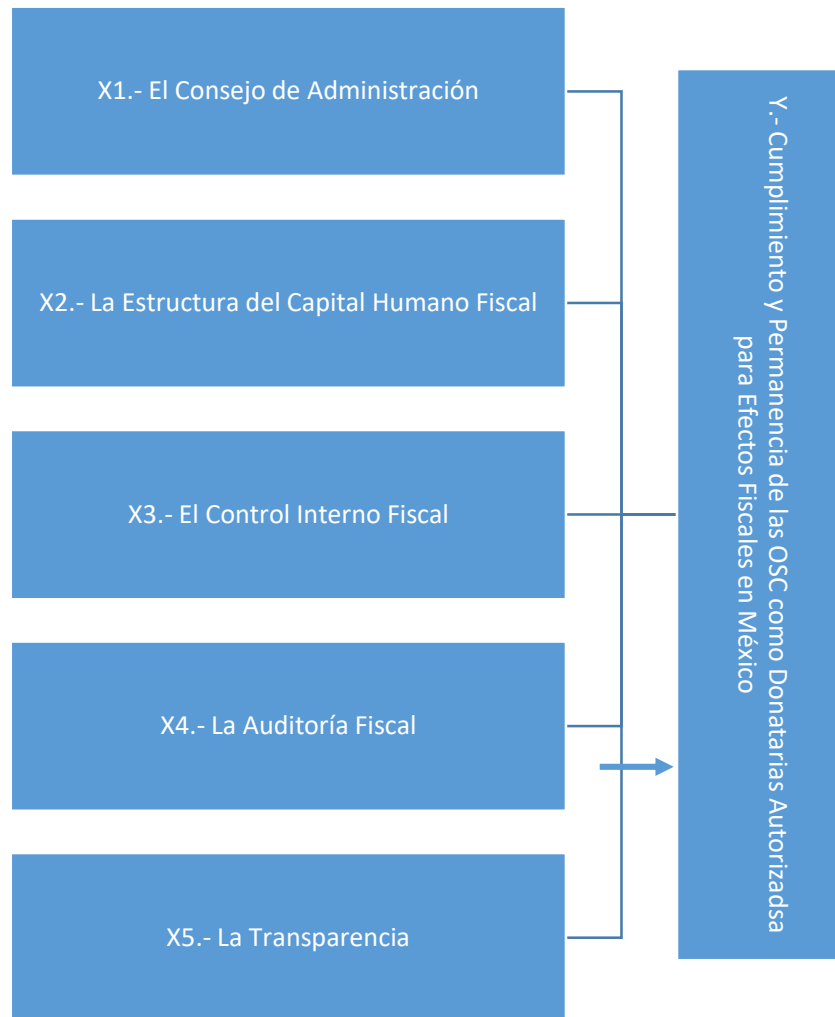 X1.- El Consejo de Administración
X2.- La Estructura del Capital Humano Fiscal
X3.- El Control Interno Fiscal
X4.- La Auditoría Fiscal
X5.- La Transparencia
Y.- Cumplimiento y Permanencia de las OSC como Donatarias Autorizadsa
para Efectos Fiscales en México